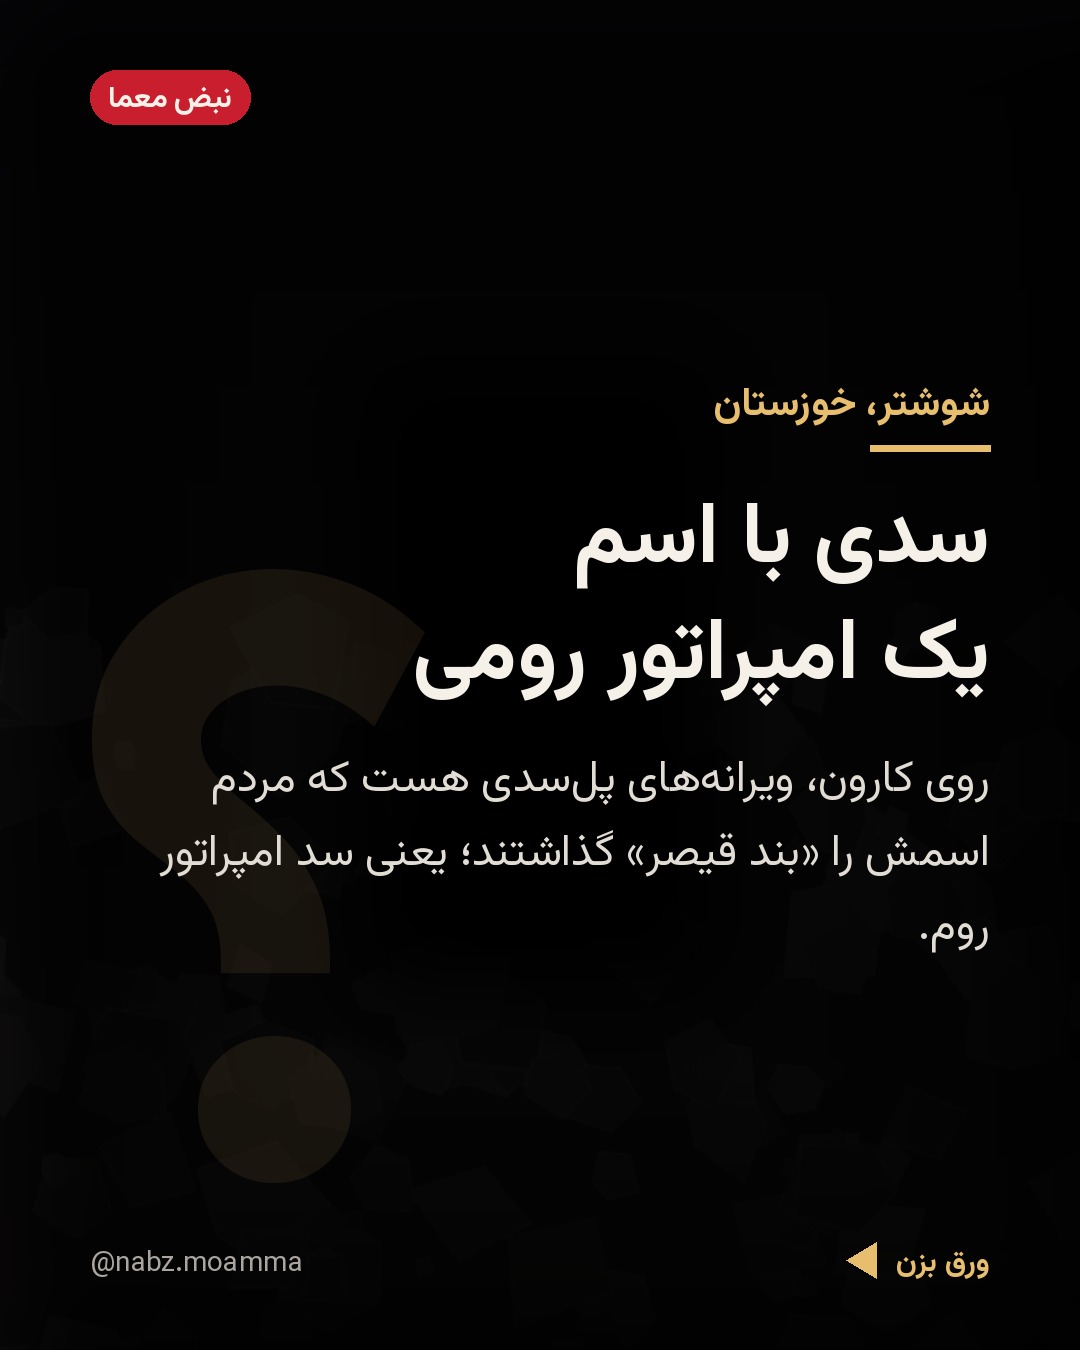 نبض معما
شوشتر، خوزستان
سدی با اسم
یک امپراتور رومی
روی کارون، ویرانه‌های پل‌سدی هست که مردم
اسمش را «بند قیصر» گذاشتند؛ یعنی سد امپراتور
روم.
ورق بزن
@nabz.moamma